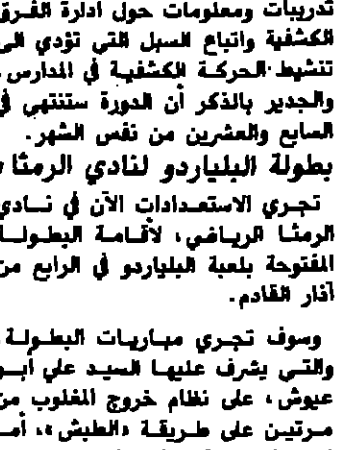 تدريبات ومعلومات حول ادارة الفرق
الكشفية واتباع السبل التي تؤدي الى
تنشيط الحركة الكشفية في المدارس.
والجدير بالذكر أن الدورة ستنتهي في
السابع والعشرين من نفس الشهر.
بطولة البلياردو لنادي الرمثا
تجري الاستعدادات الآن في نادي
الرمثا الرياضي، لأقامة البطولة
المفتوحة بلعبة البلياردو في الرابع من
آذار القادم.
وسوف تجري مباريات البطولة،
والتي يشرف عليها السيد علي أبو
عيوش، على نظام خروج المغلوب من
مرتين على طريقة «الطبش»، أما